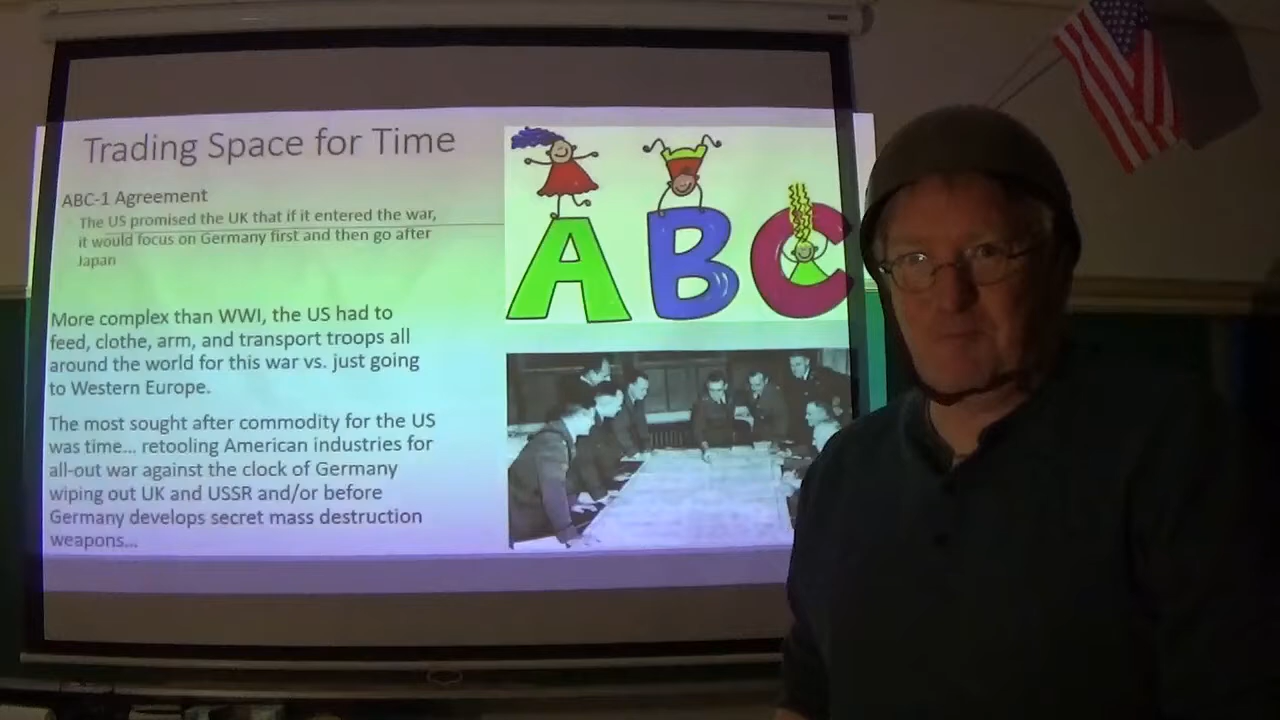 Trading Space for Time
ABC-1 Agreement
The US promised the UK that if it entered the war,
it would focus on Germany first and then go after
Japan
More complex than WWI, the US had to
feed, clothe, arm, and transport troops all
around the world for this war vs. just going
to Western Europe.
The most sought after commodity for the US
was time... retooling American industries for
all-out war against the clock of Germany
wiping out UK and USSR and/or before
Germany develops secret mass destruction
weapons...
ABC